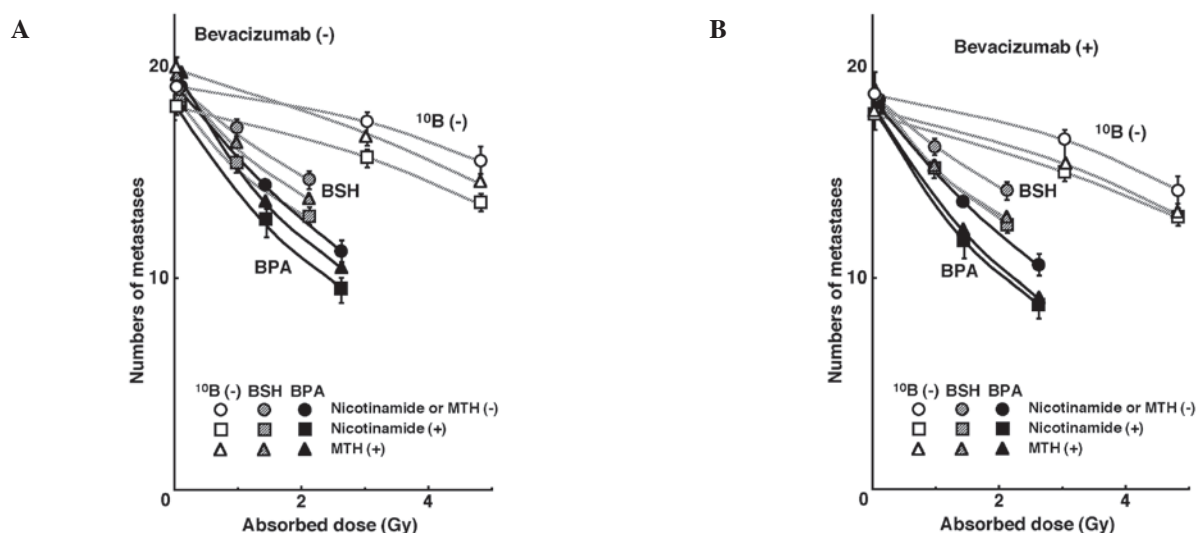 A
Bevacizumab (-)
20
¹⁰B (-)
BSH
BPA
10
Numbers of metastases
¹⁰B (-) BSH BPA
Nicotinamide or MTH (-)
Nicotinamide (+)
MTH (+)
0 2 4
Absorbed dose (Gy)
B
Bevacizumab (+)
20
¹⁰B (-)
BSH
BPA
10
Numbers of metastases
¹⁰B (-) BSH BPA
Nicotinamide or MTH (-)
Nicotinamide (+)
MTH (+)
0 2 4
Absorbed dose (Gy)